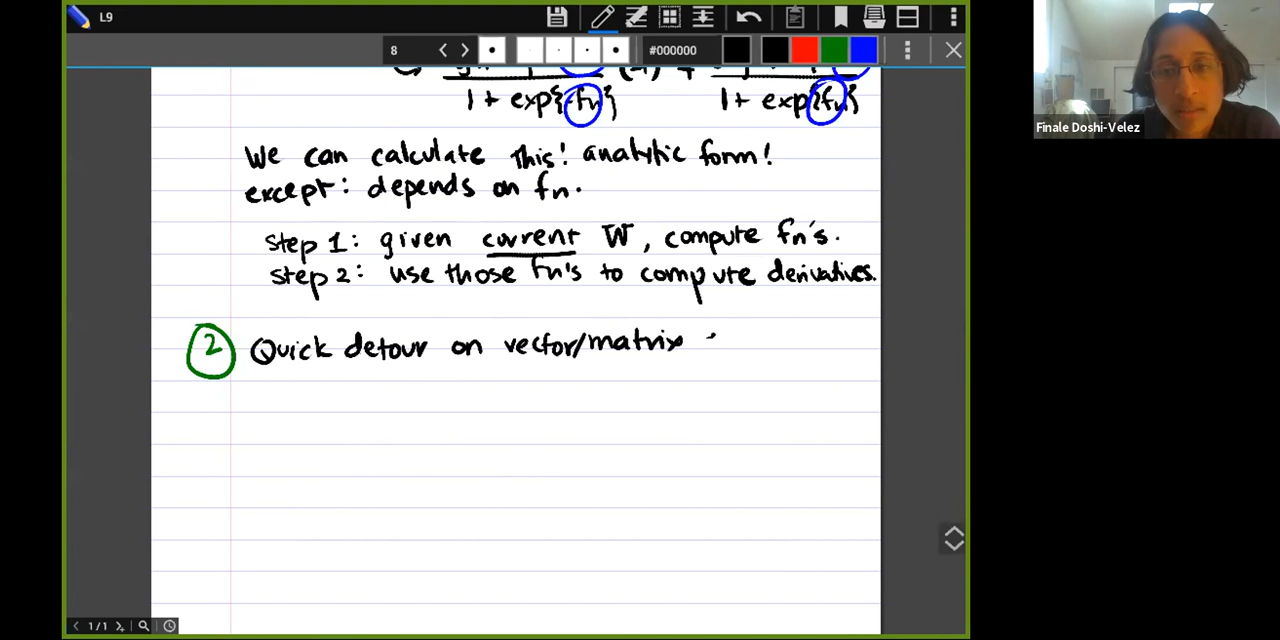 L9
8
#000000
1 + exp{-fn}
1 + exp{fn}
We can calculate this! analytic form!
except: depends on fn.
step 1: given current W, compute fn's.
step 2: use those fn's to compute derivatives.
2 Quick detour on vector/matrix
1/1
Finale Doshi-Velez